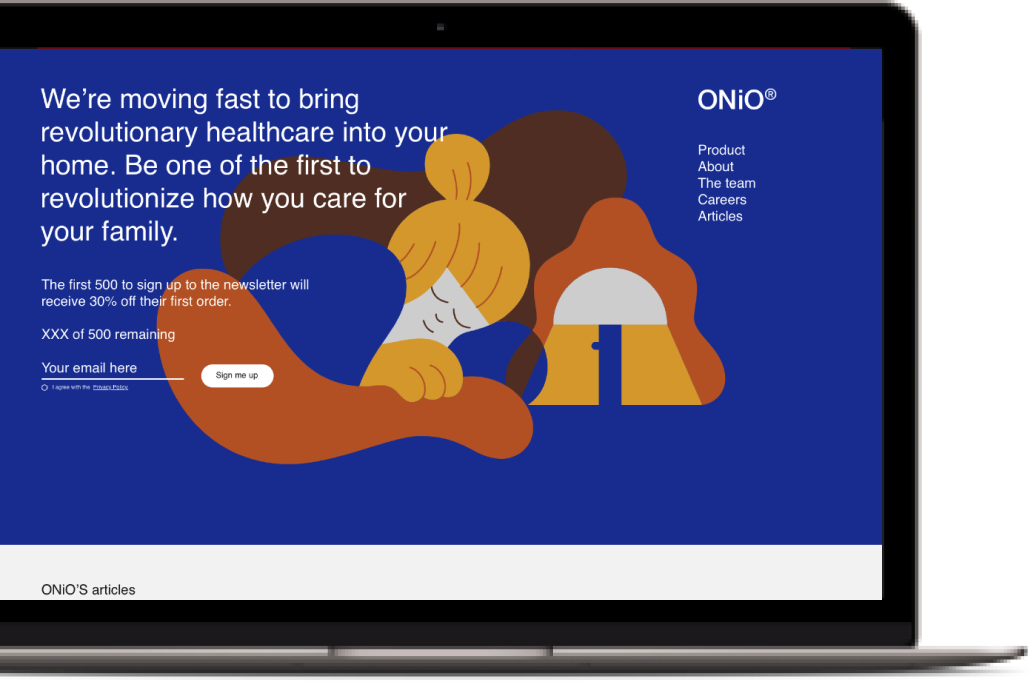 We’re moving fast to bring
revolutionary healthcare into your
home. Be one of the first to
revolutionize how you care for
your family.
The first 500 to sign up to the newsletter will
receive 30% off their first order.
XXX of 500 remaining
Your email here
Sign me up
I agree with the Privacy Policy
ONiO®
Product
About
The team
Careers
Articles
ONiO’S articles